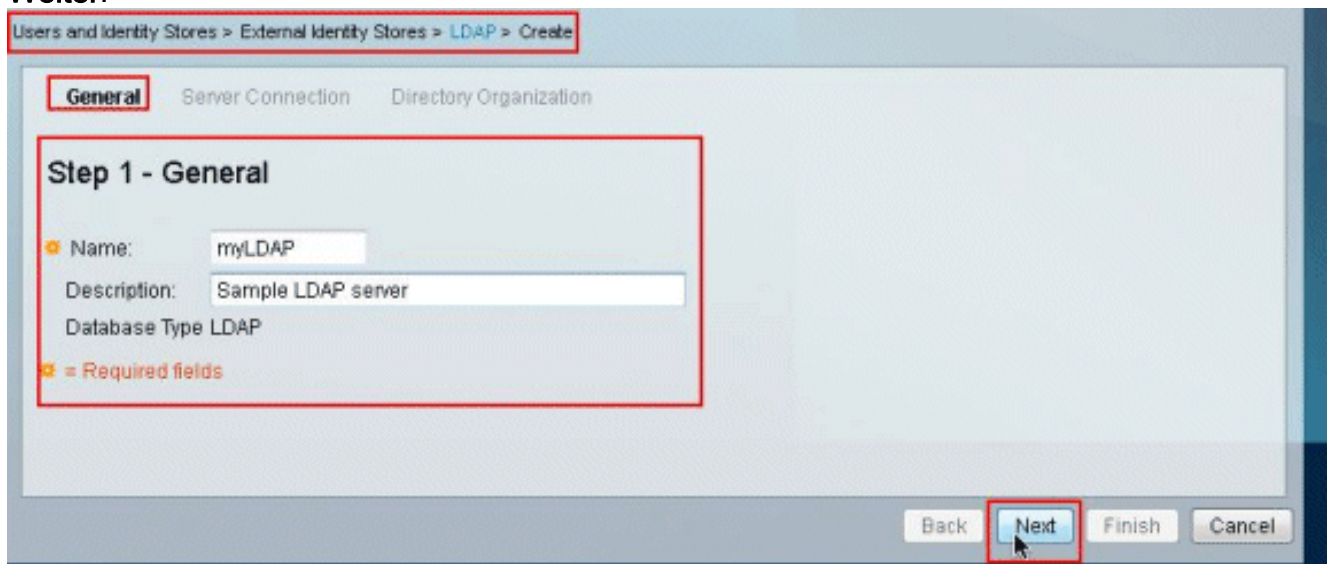 Weiter.
Users and Identity Stores > External Identity Stores > LDAP > Create
General Server Connection Directory Organization
Step 1 - General
Name: myLDAP
Description: Sample LDAP server
Database Type LDAP
= Required fields
Back Next Finish Cancel